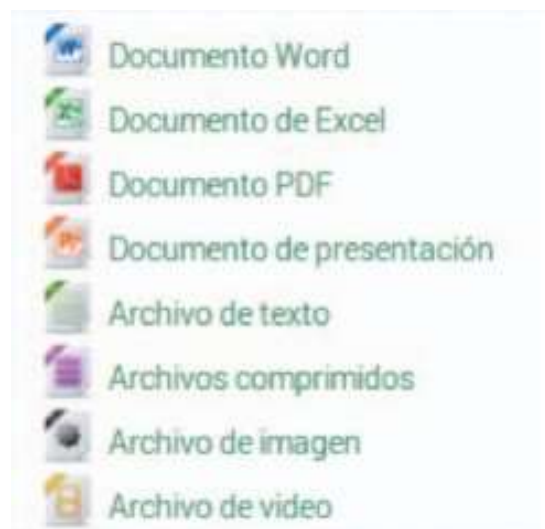 Documento Word
Documento de Excel
Documento PDF
Documento de presentación
Archivo de texto
Archivos comprimidos
Archivo de imagen
Archivo de video